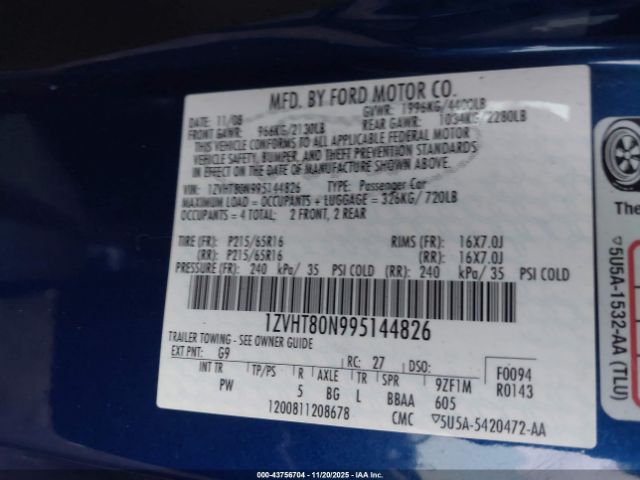 MFD. BY FORD MOTOR CO.
DATE: 11/08 GVWR: 1996KG/4400LB
FRONT GAWR: 966KG/2130LB REAR GAWR: 1034KG/2280LB
THIS VEHICLE CONFORMS TO ALL APPLICABLE FEDERAL MOTOR
VEHICLE SAFETY, BUMPER, AND THEFT PREVENTION STANDARDS
IN EFFECT ON THE DATE OF MANUFACTURE SHOWN ABOVE.
VIN: 1ZVHT80N995144826 TYPE: Passenger Car
MAXIMUM LOAD = OCCUPANTS + LUGGAGE = 326KG/720LB
OCCUPANTS = 4 TOTAL; 2 FRONT, 2 REAR
TIRE (FR): P215/65R16 RIMS (FR): 16X7.0J
(RR): P215/65R16 (RR): 16X7.0J
PRESSURE (FR): 240 kPa/ 35 PSI COLD (RR): 240 kPa/ 35 PSI COLD
1ZVHT80N995144826
TRAILER TOWING - SEE OWNER GUIDE
EXT PNT: G9 RC: 27 DSO: F0094
INT TR TP/PS R AXLE TR SPR 9ZF1M R0143
PW 5 BG L BBAA 605
1200811208678 CMC ▽5U5A-5420472-AA
The
▽5U5A-1532-AA (TLU)
000-43756704 - 11/20/2025 - IAAI.COM